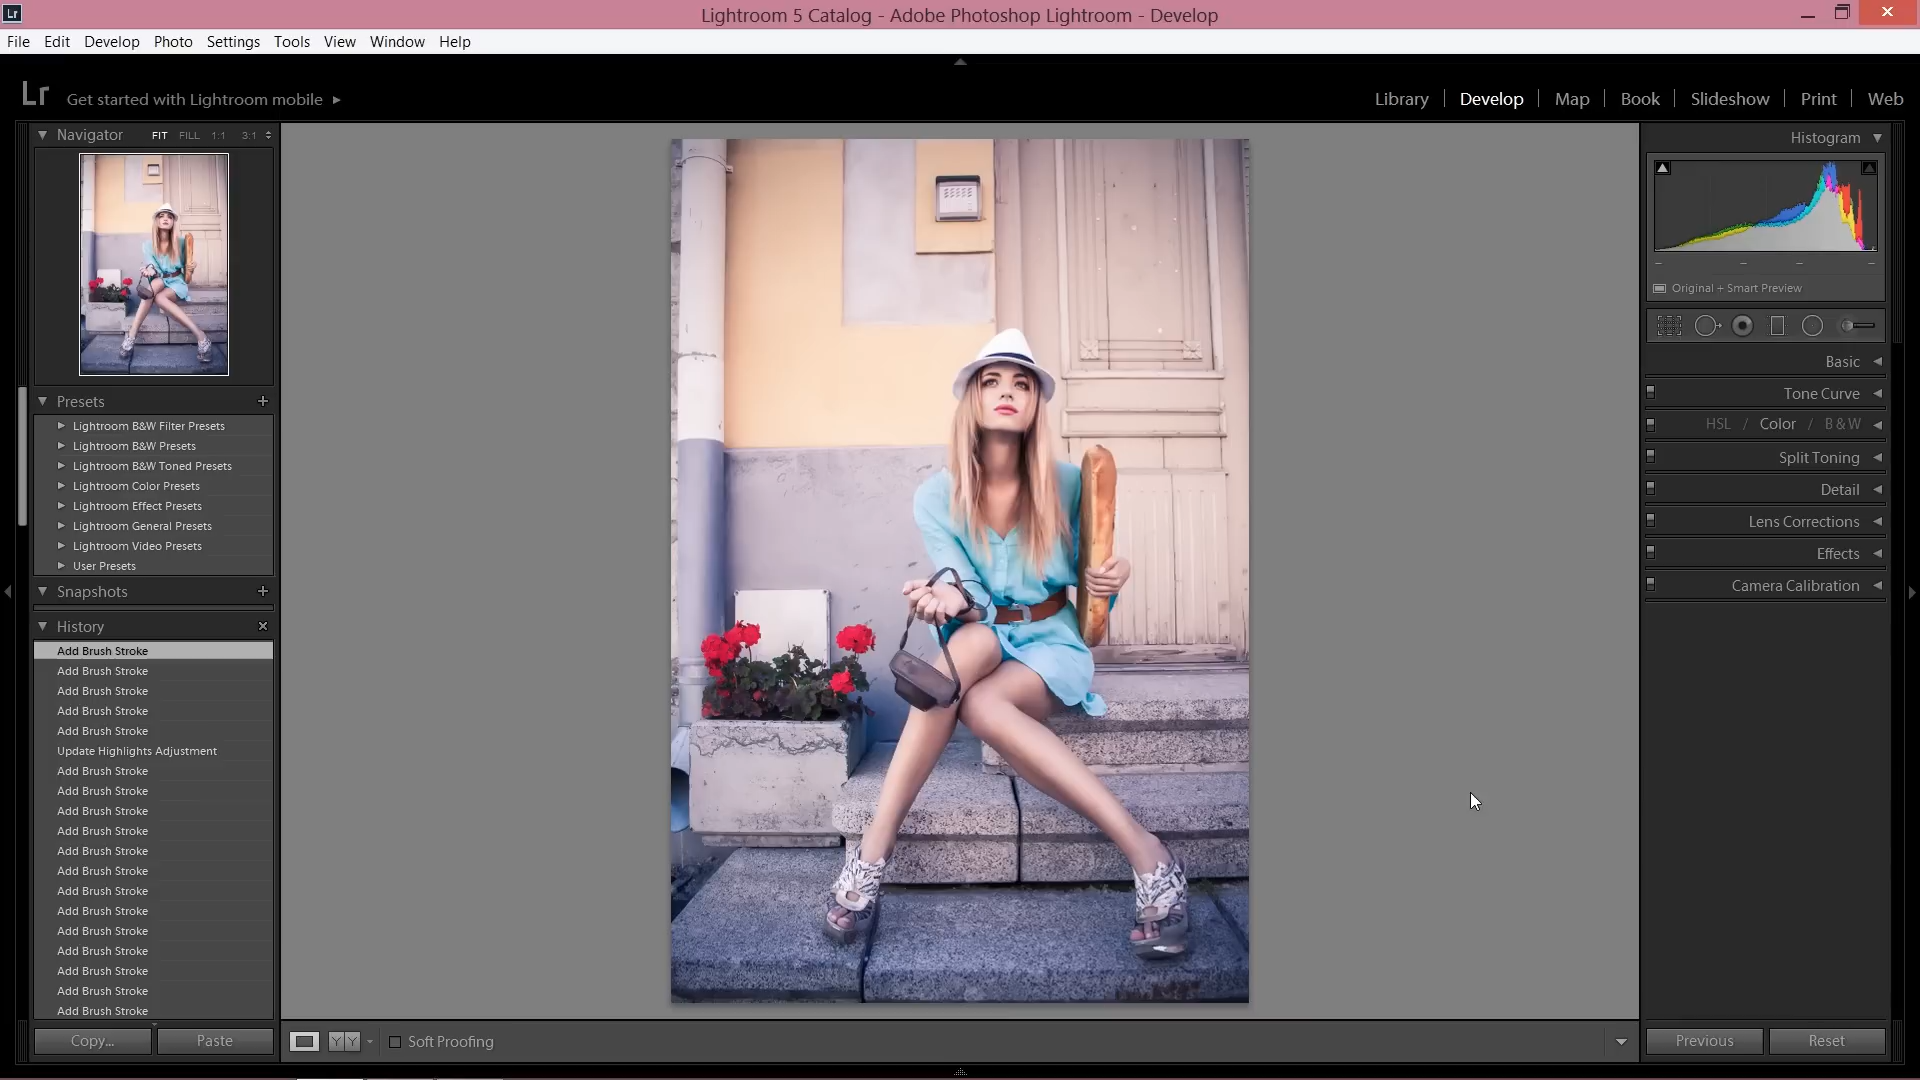 Lr Lightroom 5 Catalog - Adobe Photoshop Lightroom - Develop
File Edit Develop Photo Settings Tools View Window Help
Lr Get started with Lightroom mobile
Library Develop Map Book Slideshow Print Web
Navigator FIT FILL 1:1 3:1
Presets
Lightroom B&W Filter Presets
Lightroom B&W Presets
Lightroom B&W Toned Presets
Lightroom Color Presets
Lightroom Effect Presets
Lightroom General Presets
Lightroom Video Presets
User Presets
Snapshots
History
Add Brush Stroke
Add Brush Stroke
Add Brush Stroke
Add Brush Stroke
Add Brush Stroke
Update Highlights Adjustment
Add Brush Stroke
Add Brush Stroke
Add Brush Stroke
Add Brush Stroke
Add Brush Stroke
Add Brush Stroke
Add Brush Stroke
Add Brush Stroke
Add Brush Stroke
Add Brush Stroke
Add Brush Stroke
Add Brush Stroke
Add Brush Stroke
Copy... Paste
Y Y Soft Proofing
Histogram
Original + Smart Preview
Basic
Tone Curve
HSL / Color / B & W
Split Toning
Detail
Lens Corrections
Effects
Camera Calibration
Previous Reset